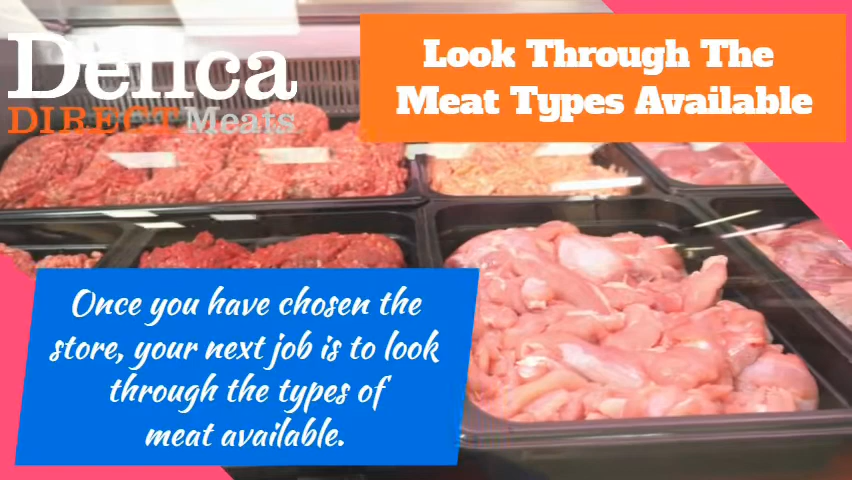 Delica
DIRECT Meats
Look Through The
Meat Types Available
Once you have chosen the
store, your next job is to look
through the types of
meat available.